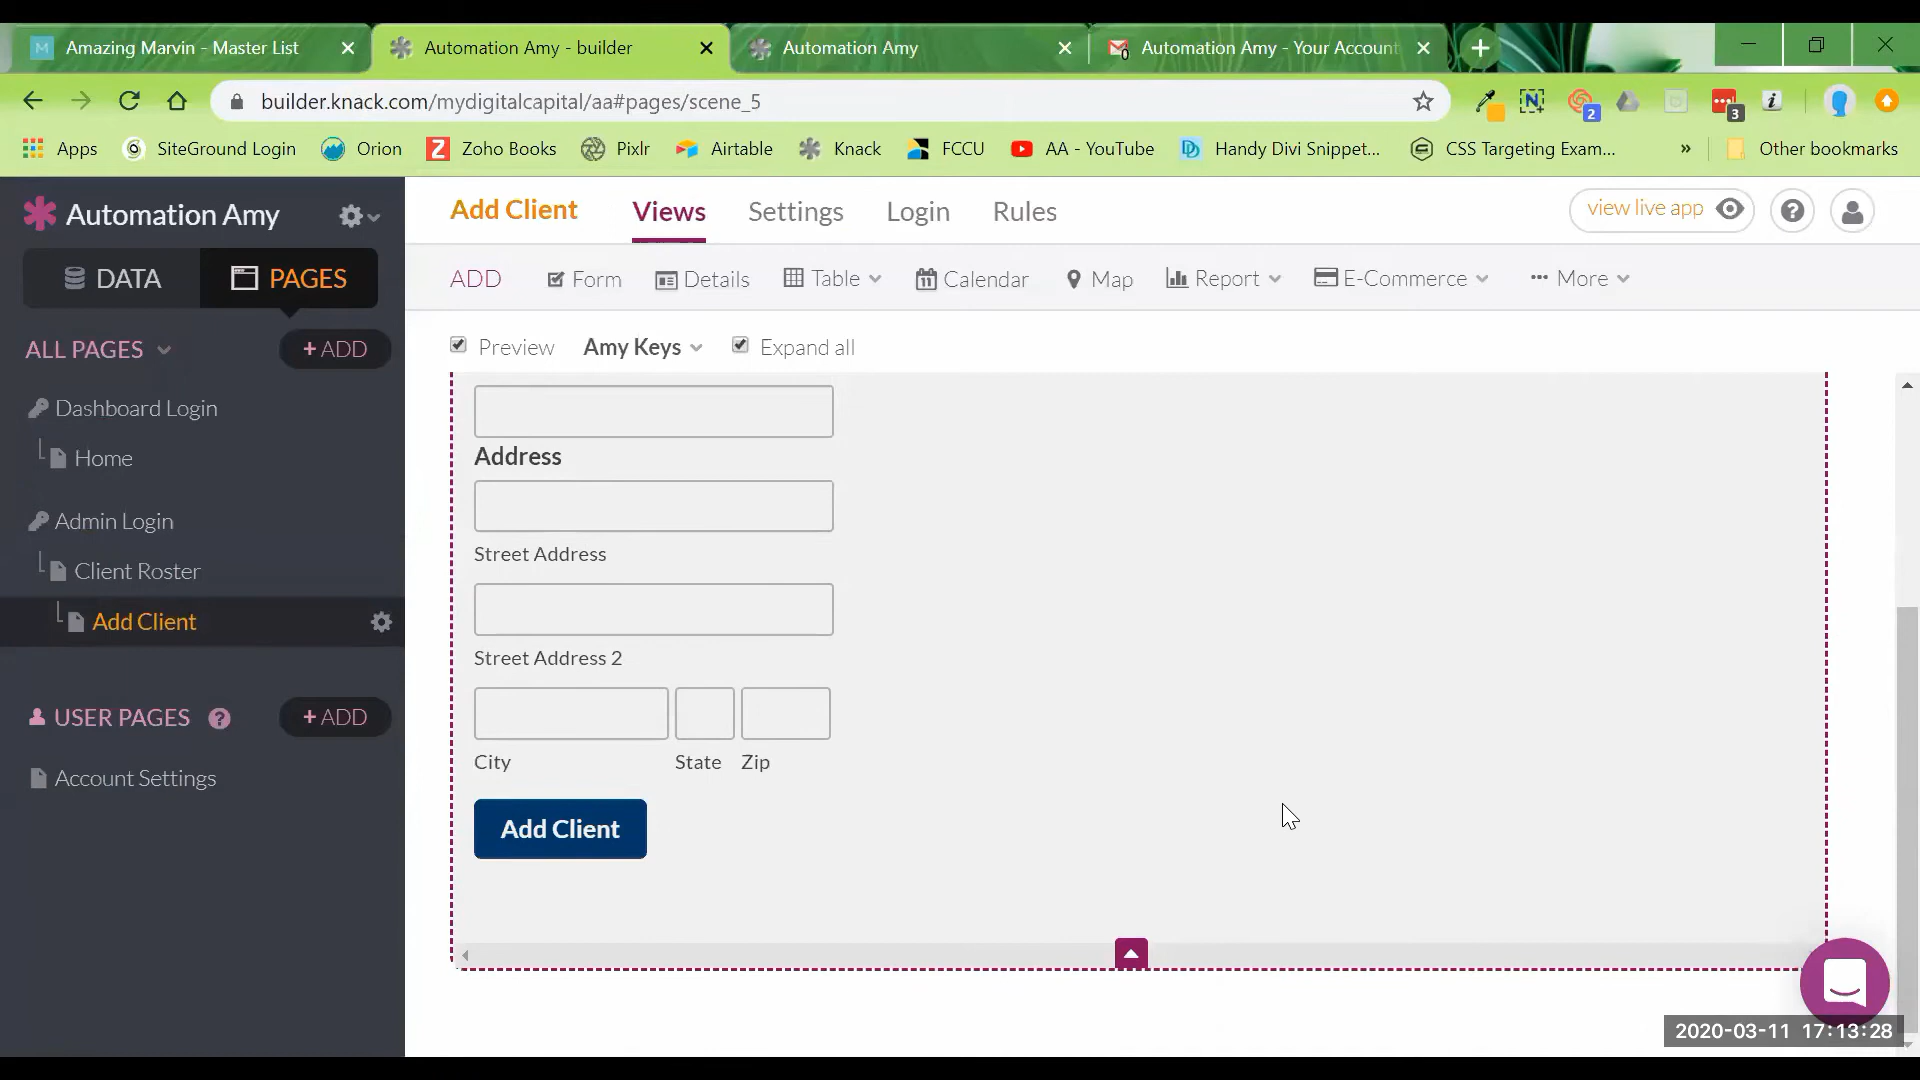 Amazing Marvin - Master List
Automation Amy - builder
Automation Amy
Automation Amy - Your Account
builder.knack.com/mydigitalcapital/aa#pages/scene_5
2
3
Apps
SiteGround Login
Orion
Zoho Books
Pixlr
Airtable
Knack
FCCU
AA - YouTube
Handy Divi Snippet...
CSS Targeting Exam...
»
Other bookmarks
Automation Amy
Add Client
Views
Settings
Login
Rules
view live app
DATA
PAGES
ADD
Form
Details
Table
Calendar
Map
Report
E-Commerce
More
ALL PAGES
+ ADD
Preview
Amy Keys
Expand all
Dashboard Login
Home
Admin Login
Client Roster
Add Client
USER PAGES
+ ADD
Account Settings
Address
Street Address
Street Address 2
City
State
Zip
Add Client
2020-03-11 17:13:28